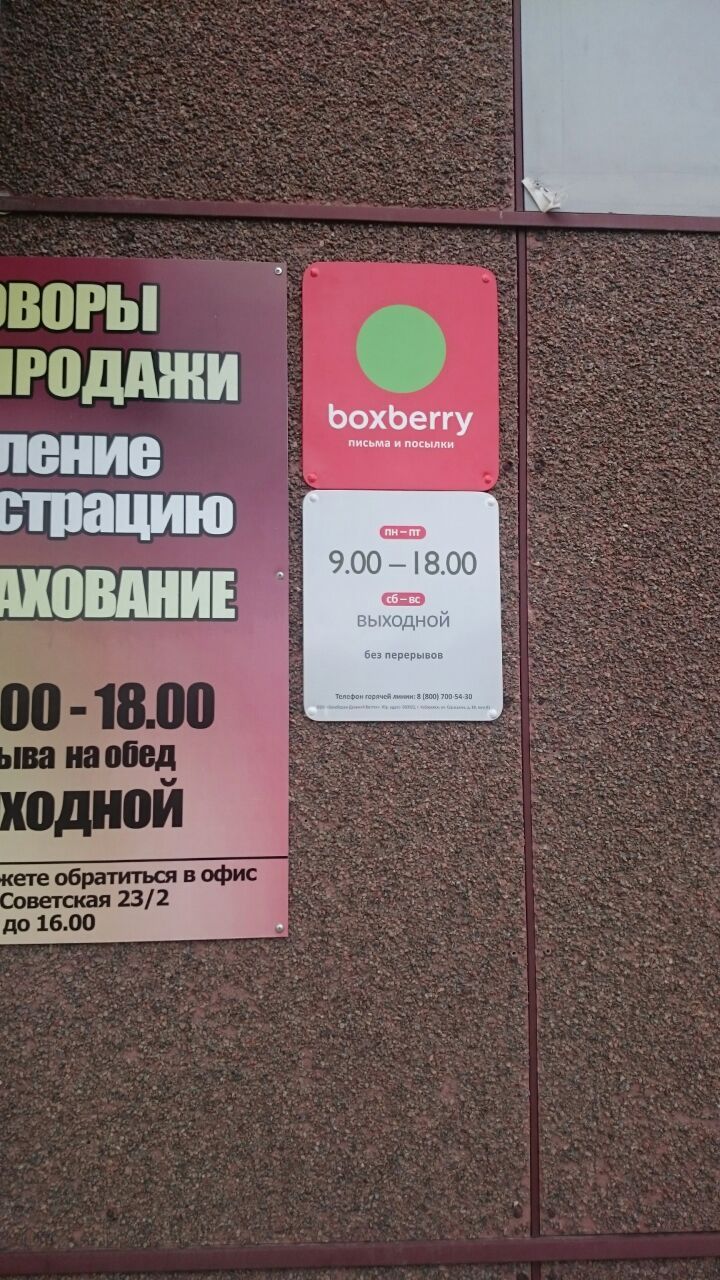 ОВОРЫ
ПРОДАЖИ
ление
страцию
АХОВАНИЕ
00 - 18.00
ыва на обед
ходной
жете обратиться в офис
Советская 23/2
до 16.00
boxberry
письма и посылки
пн – пт
9.00 – 18.00
сб – вс
выходной
без перерывов
Телефон горячей линии: 8 (800) 700-54-30